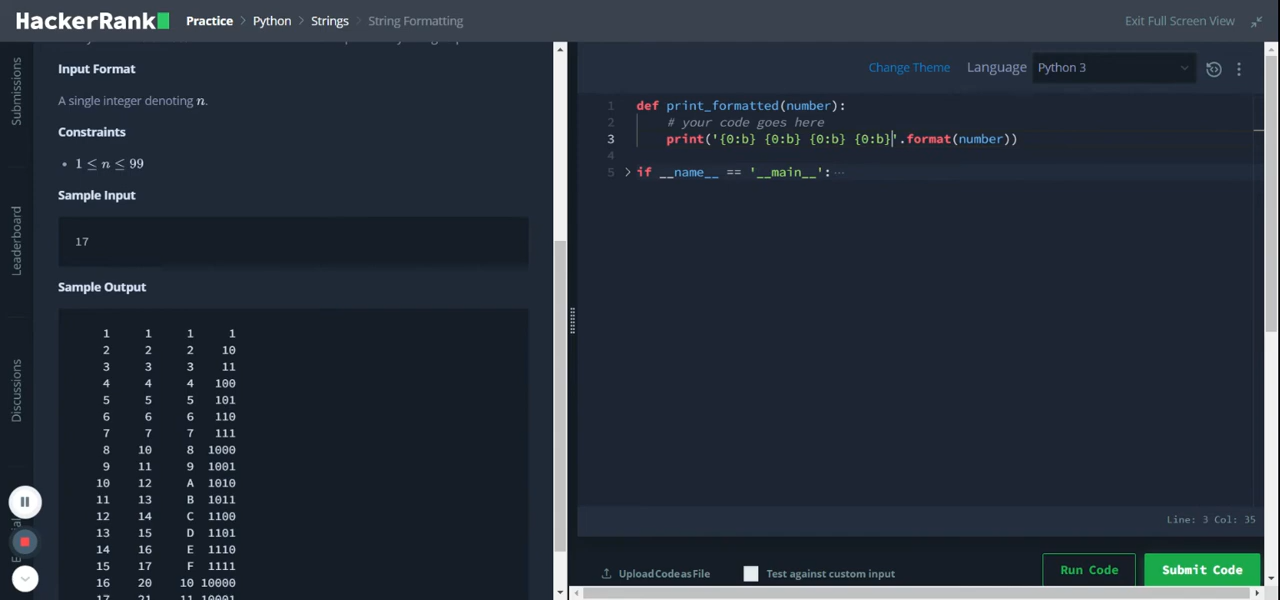 HackerRank
Practice > Python > Strings > String Formatting
Exit Full Screen View
Submissions
Leaderboard
Discussions
Input Format
A single integer denoting n.
Constraints
• 1 ≤ n ≤ 99
Sample Input
17
Sample Output
1 1 1 1
2 2 2 10
3 3 3 11
4 4 4 100
5 5 5 101
6 6 6 110
7 7 7 111
8 10 8 1000
9 11 9 1001
10 12 A 1010
11 13 B 1011
12 14 C 1100
13 15 D 1101
14 16 E 1110
15 17 F 1111
16 20 10 10000
17 21 11 10001
Change Theme
Language
Python 3
1 def print_formatted(number):
2 # your code goes here
3 print('{0:b} {0:b} {0:b} {0:b}'.format(number))
4
5 > if __name__ == '__main__':
Line: 3 Col: 35
Upload Code as File
Test against custom input
Run Code
Submit Code